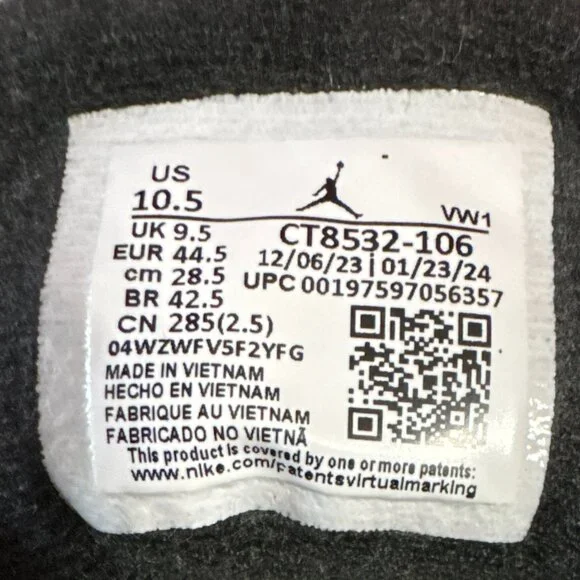 US
10.5
VW1
UK 9.5
CT8532-106
EUR 44.5
12/06/23 | 01/23/24
cm 28.5
UPC 00197597056357
BR 42.5
CN 285(2.5)
04WZWFV5F2YFG
MADE IN VIETNAM
HECHO EN VIETNAM
FABRIQUE AU VIETNAM
FABRICADO NO VIETNÃ
This product is covered by one or more patents:
www.nike.com/patentsvirtualmarking